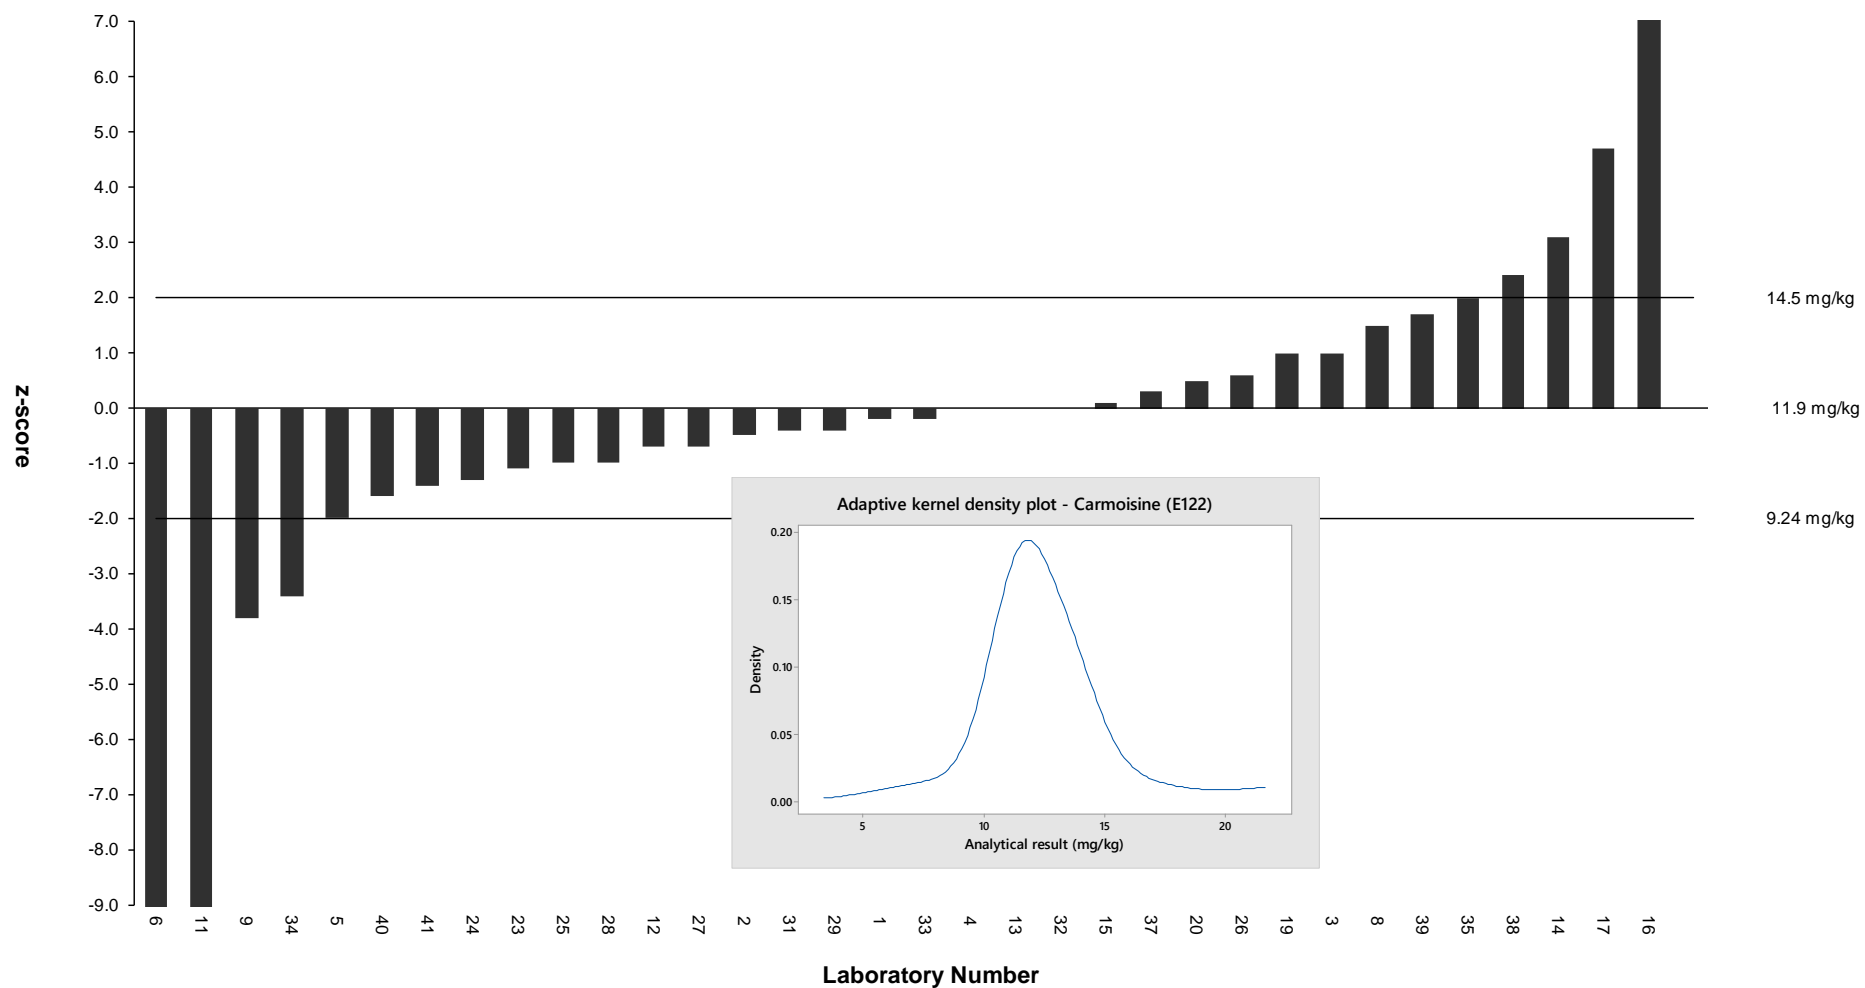 7.0
6.0
5.0
4.0
3.0
2.0
1.0
0.0
-1.0
-2.0
-3.0
-4.0
-5.0
-6.0
-7.0
-8.0
-9.0
z-score
14.5 mg/kg
11.9 mg/kg
9.24 mg/kg
Adaptive kernel density plot - Carmoisine (E122)
0.20
0.15
0.10
0.05
0.00
Density
5 10 15 20
Analytical result (mg/kg)
6 11 9 34 5 40 41 24 23 25 28 12 27 2 31 29 1 33 4 13 32 15 37 20 26 19 3 8 39 35 38 14 17 16
Laboratory Number